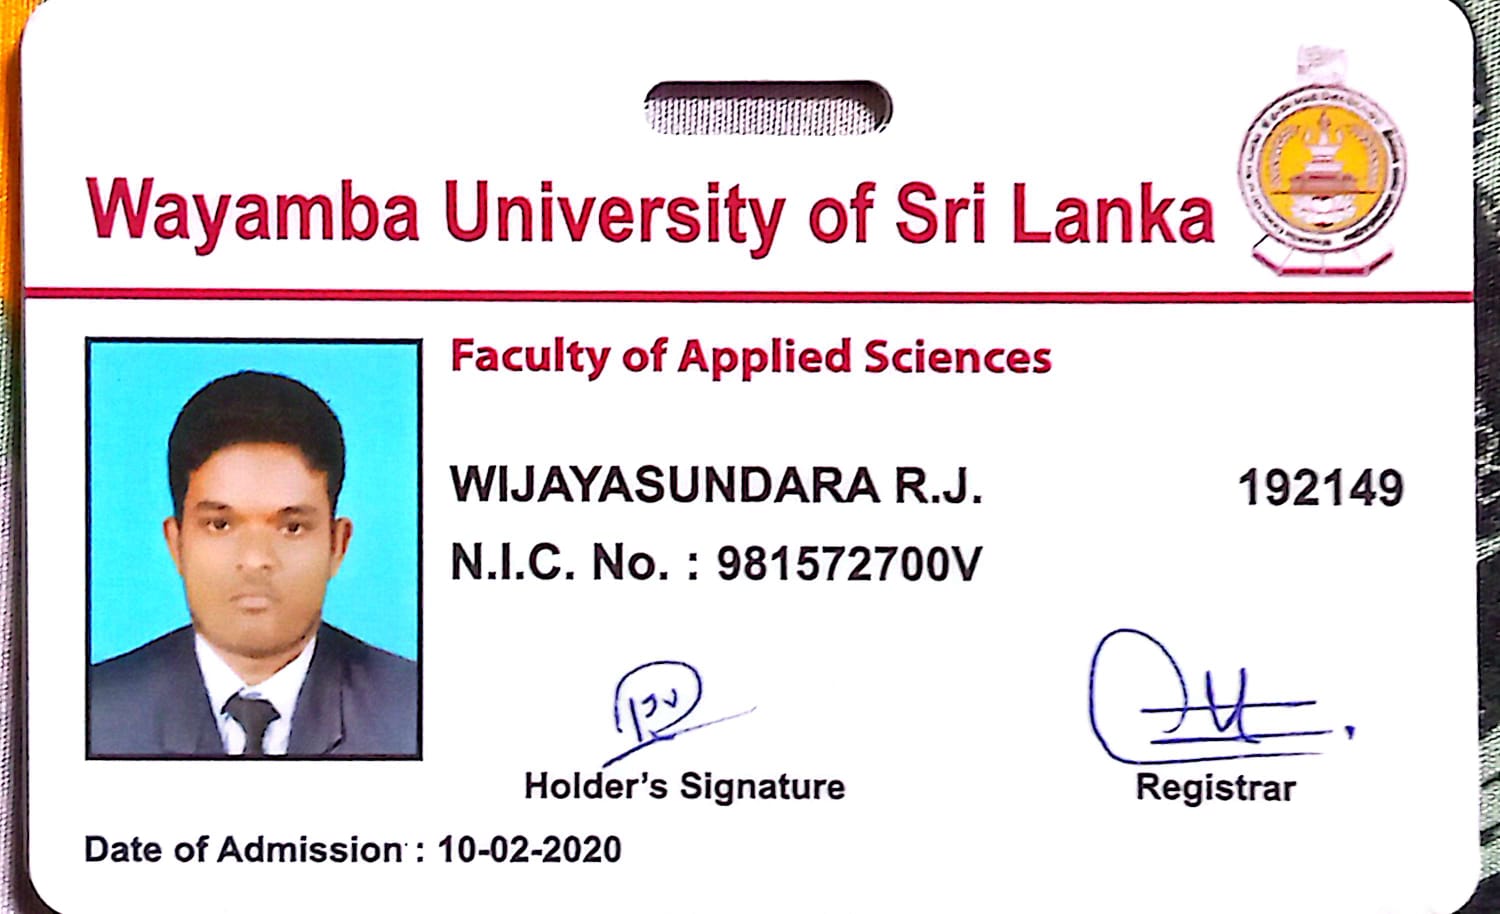 Wayamba University of Sri Lanka
Faculty of Applied Sciences
WIJAYASUNDARA R.J. 192149
N.I.C. No. : 981572700V
Holder's Signature Registrar
Date of Admission : 10-02-2020